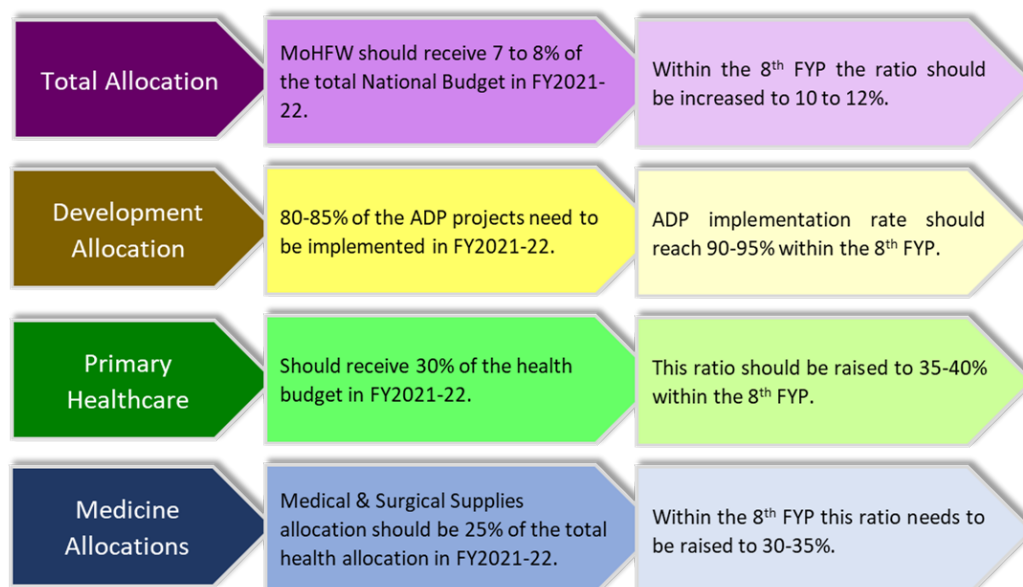 Total Allocation
MoHFW should receive 7 to 8% of
the total National Budget in FY2021-
22.
Within the 8th FYP the ratio should
be increased to 10 to 12%.
Development
Allocation
80-85% of the ADP projects need to
be implemented in FY2021-22.
ADP implementation rate should
reach 90-95% within the 8th FYP.
Primary
Healthcare
Should receive 30% of the health
budget in FY2021-22.
This ratio should be raised to 35-40%
within the 8th FYP.
Medicine
Allocations
Medical & Surgical Supplies
allocation should be 25% of the total
health allocation in FY2021-22.
Within the 8th FYP this ratio needs to
be raised to 30-35%.